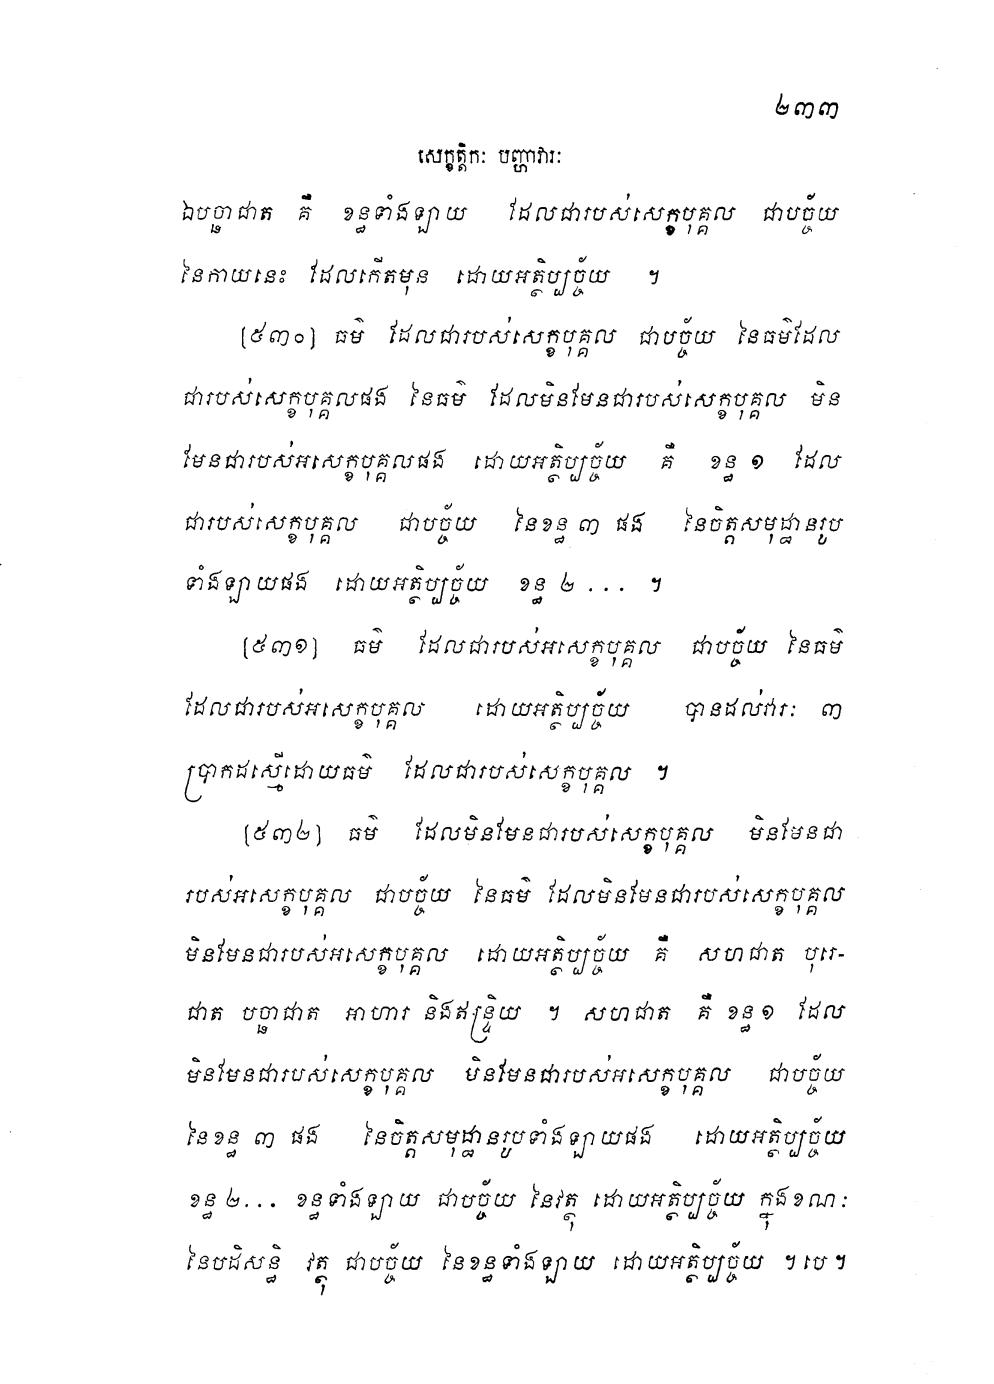 ២៣៣
សេក្ខត្តិកៈ បញ្ហាវារៈ
ឯបច្ឆាជាត គឺ ខន្ធទាំងឡាយ ដែលជារបស់សេក្ខបុគ្គល ជាបច្ច័យ
នៃកាយនេះ ដែលកើតមុន ដោយអត្ថិប្បច្ច័យ ។
[៥៣០] ធម៌ ដែលជារបស់សេក្ខបុគ្គល ជាបច្ច័យ នៃធម៌ដែល
ជារបស់សេក្ខបុគ្គលផង នៃធម៌ ដែលមិនមែនជារបស់សេក្ខបុគ្គល មិន
មែនជារបស់អសេក្ខបុគ្គលផង ដោយអត្ថិប្បច្ច័យ គឺ ខន្ធ ១ ដែល
ជារបស់សេក្ខបុគ្គល ជាបច្ច័យ នៃខន្ធ ៣ ផង នៃចិត្តសមុដ្ឋានរូប
ទាំងឡាយផង ដោយអត្ថិប្បច្ច័យ ខន្ធ ២ ... ។
[៥៣១] ធម៌ ដែលជារបស់អសេក្ខបុគ្គល ជាបច្ច័យ នៃធម៌
ដែលជារបស់អសេក្ខបុគ្គល ដោយអត្ថិប្បច្ច័យ បានដល់វារៈ ៣
ប្រាកដស្មើដោយធម៌ ដែលជារបស់សេក្ខបុគ្គល ។
[៥៣២] ធម៌ ដែលមិនមែនជារបស់សេក្ខបុគ្គល មិនមែនជា
របស់អសេក្ខបុគ្គល ជាបច្ច័យ នៃធម៌ ដែលមិនមែនជារបស់សេក្ខបុគ្គល
មិនមែនជារបស់អសេក្ខបុគ្គល ដោយអត្ថិប្បច្ច័យ គឺ សហជាត បុរេ-
ជាត បច្ឆាជាត អាហារ និងឥន្ទ្រិយ ។ សហជាត គឺ ខន្ធ ១ ដែល
មិនមែនជារបស់សេក្ខបុគ្គល មិនមែនជារបស់អសេក្ខបុគ្គល ជាបច្ច័យ
នៃខន្ធ ៣ ផង នៃចិត្តសមុដ្ឋានរូបទាំងឡាយផង ដោយអត្ថិប្បច្ច័យ
ខន្ធ ២... ខន្ធទាំងឡាយ ជាបច្ច័យ នៃវត្ថុ ដោយអត្ថិប្បច្ច័យ ក្នុងខណៈ
នៃបដិសន្ធិ វត្ថុ ជាបច្ច័យ នៃខន្ធទាំងឡាយ ដោយអត្ថិប្បច្ច័យ ។ បេ ។